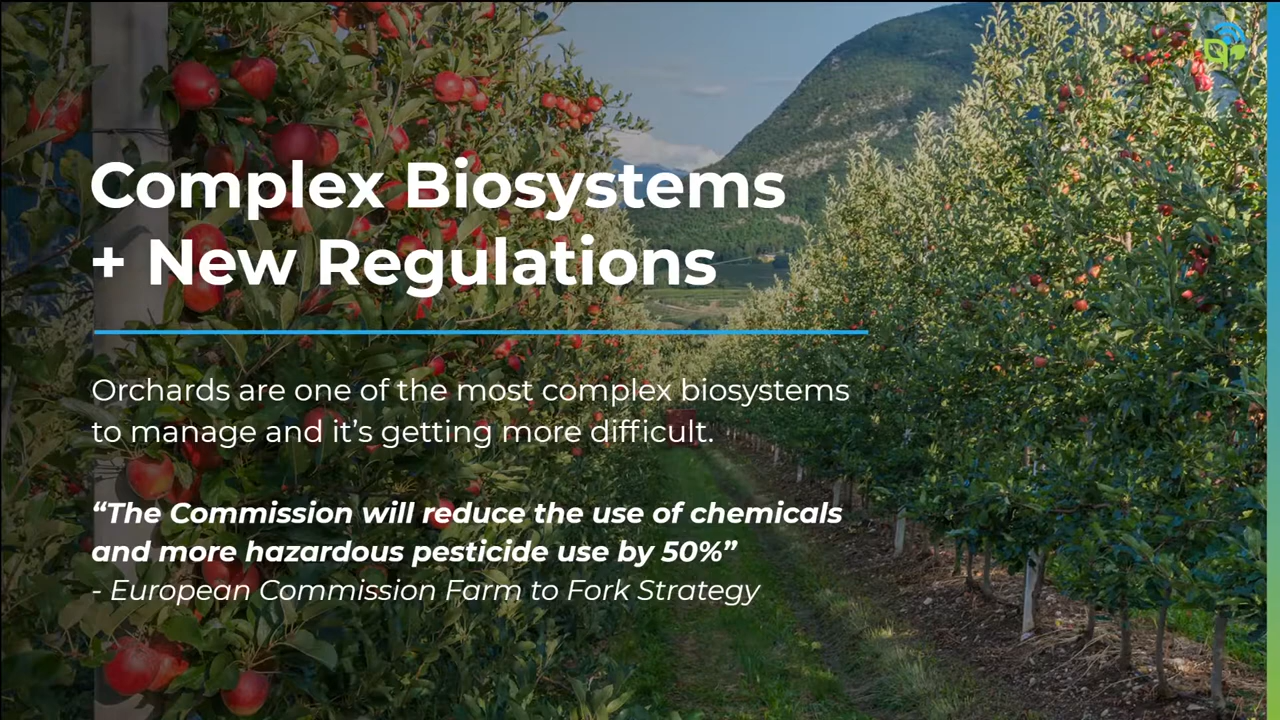 Complex Biosystems
+ New Regulations
Orchards are one of the most complex biosystems
to manage and it’s getting more difficult.
“The Commission will reduce the use of chemicals
and more hazardous pesticide use by 50%”
- European Commission Farm to Fork Strategy